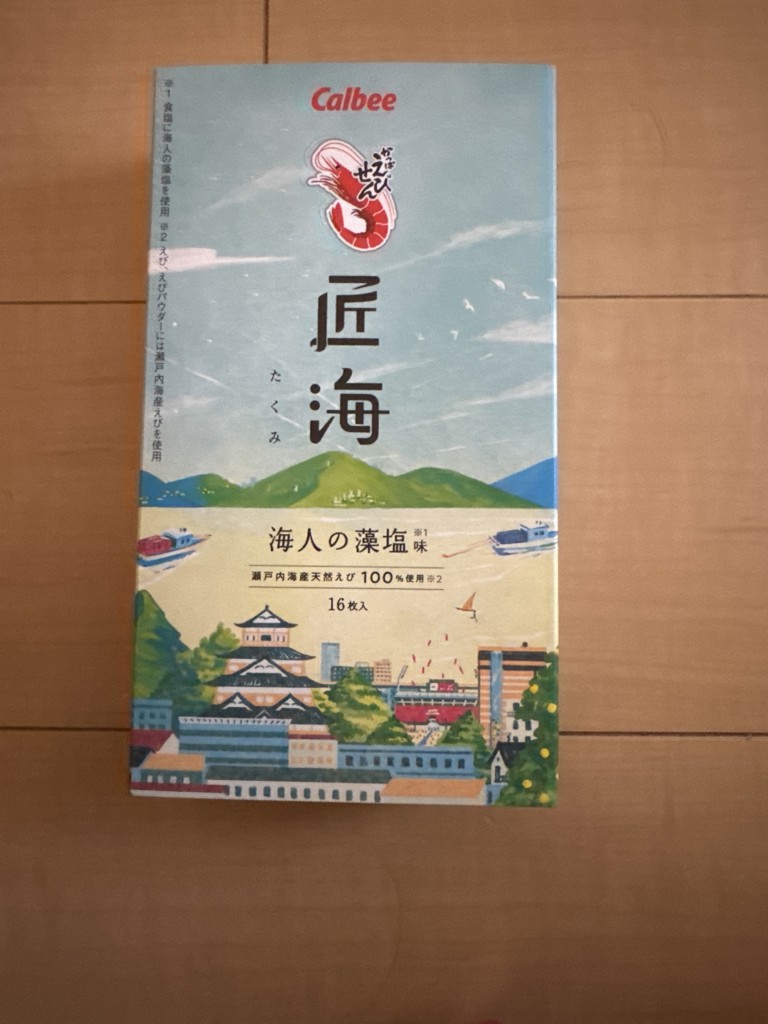 Calbee
かっぱえびせん
匠海
たくみ
海人の藻塩味※1
瀬戸内海産天然えび 100%使用※2
16枚入
※1 食塩に海人の藻塩を使用 ※2 えび、えびパウダーには瀬戸内海産えびを使用